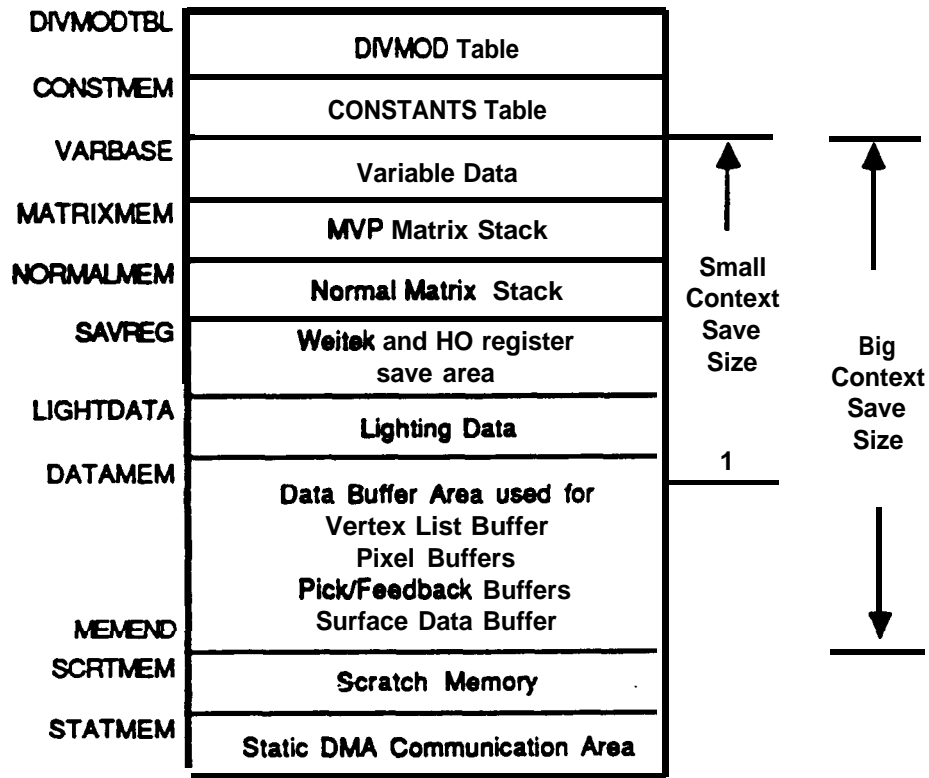 DIVMODTBL
DIVMOD Table
CONSTMEM
CONSTANTS Table
VARBASE
Variable Data
MATRIXMEM
MVP Matrix Stack
NORMALMEM
Normal Matrix Stack
SAVREG
Weitek and HO register
save area
LIGHTDATA
Lighting Data
DATAMEM
Data Buffer Area used for
Vertex List Buffer
Pixel Buffers
Pick/Feedback Buffers
Surface Data Buffer
MEMEND
SCRTMEM
Scratch Memory
STATMEM
Static DMA Communication Area
Small
Context
Save
Size
1
Big
Context
Save
Size